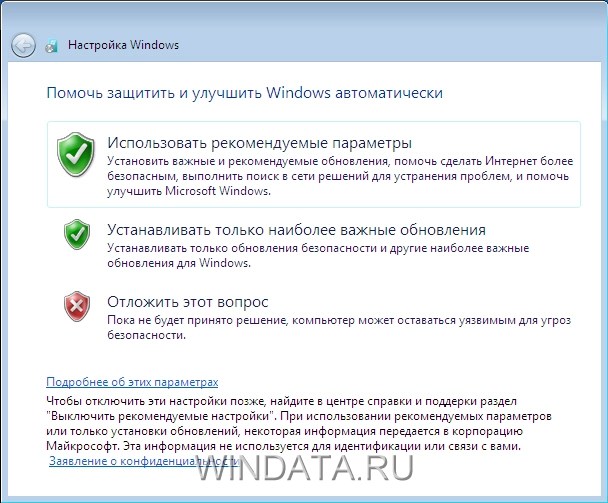 Настройка Windows
Помочь защитить и улучшить Windows автоматически
Использовать рекомендуемые параметры
Установить важные и рекомендуемые обновления, помочь сделать Интернет более
безопасным, выполнить поиск в сети решений для устранения проблем, и помочь
улучшить Microsoft Windows.
Устанавливать только наиболее важные обновления
Устанавливать только обновления безопасности и другие наиболее важные
обновления для Windows.
Отложить этот вопрос
Пока не будет принято решение, компьютер может оставаться уязвимым для угроз
безопасности.
Подробнее об этих параметрах
Чтобы отключить эти настройки позже, найдите в центре справки и поддержки раздел
"Выключить рекомендуемые настройки". При использовании рекомендуемых параметров
или только установки обновлений, некоторая информация передается в корпорацию
Майкрософт. Эта информация не используется для идентификации или связи с вами.
Заявление о конфиденциальности
WINDATA.RU